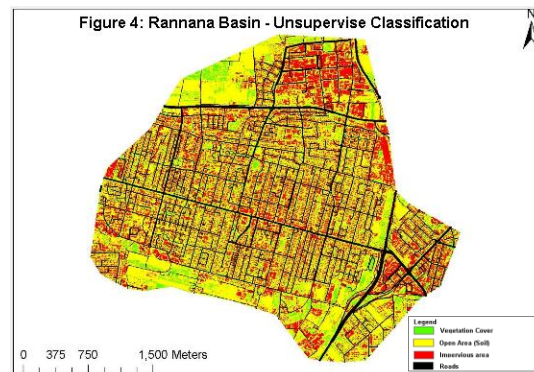 Figure 4: Rannana Basin - Unsupervise Classification
N
Legend
Vegetation Cover
Open Area (Soil)
Impervious area
Roads
0 375 750 1,500 Meters